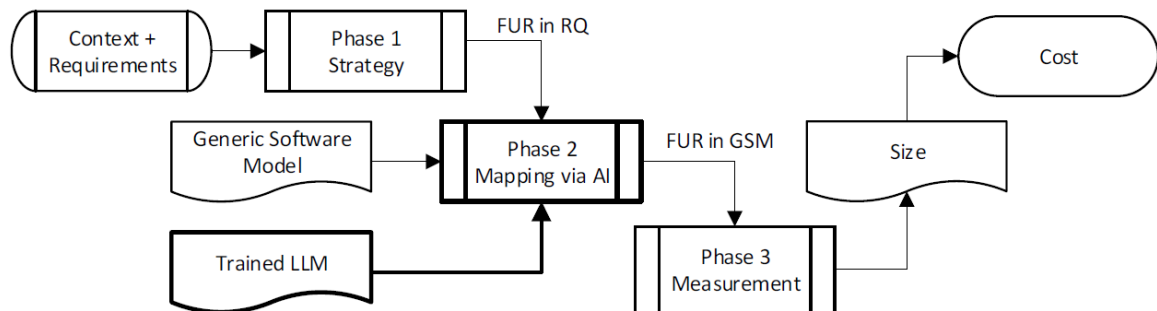 Context +
Requirements
Phase 1
Strategy
FUR in RQ
Cost
Generic Software
Model
Phase 2
Mapping via AI
FUR in GSM
Size
Trained LLM
Phase 3
Measurement